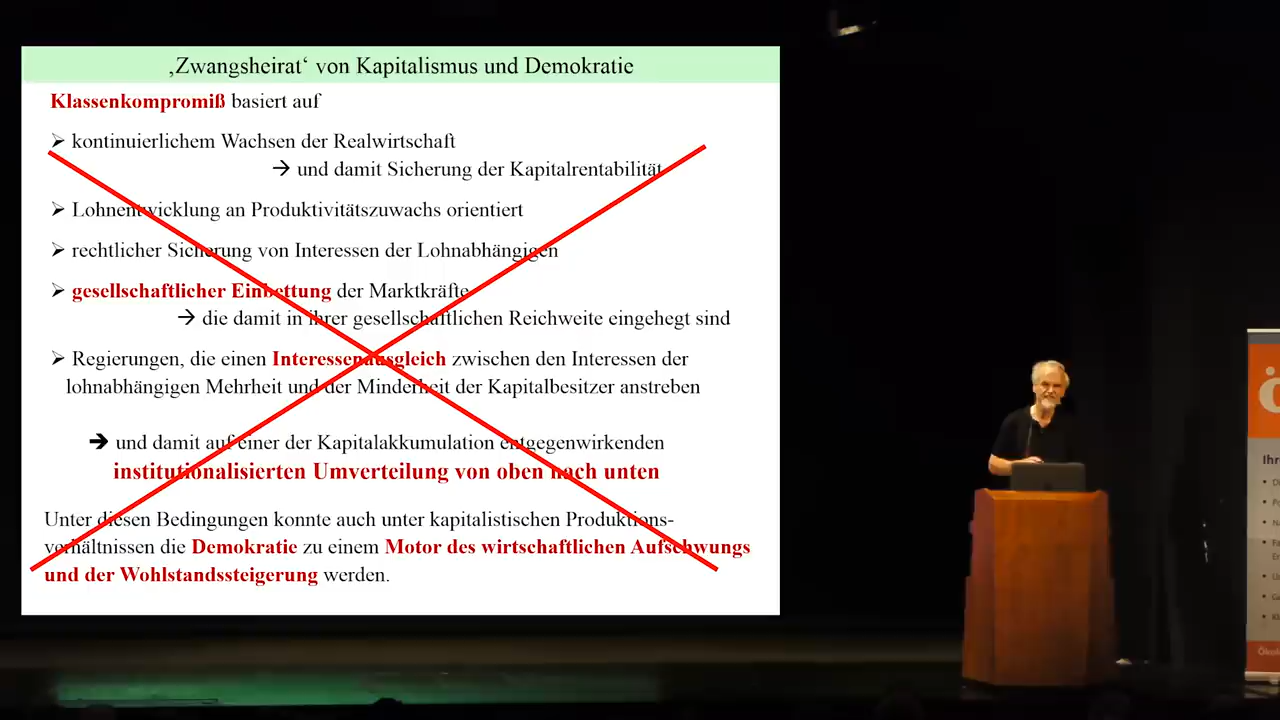 ‚Zwangsheirat‘ von Kapitalismus und Demokratie
Klassenkompromiß basiert auf
➢ kontinuierlichem Wachsen der Realwirtschaft
→ und damit Sicherung der Kapitalrentabilität
➢ Lohnentwicklung an Produktivitätszuwachs orientiert
➢ rechtlicher Sicherung von Interessen der Lohnabhängigen
➢ gesellschaftlicher Einbettung der Marktkräfte
→ die damit in ihrer gesellschaftlichen Reichweite eingehegt sind
➢ Regierungen, die einen Interessenausgleich zwischen den Interessen der
lohnabhängigen Mehrheit und der Minderheit der Kapitalbesitzer anstreben
➔ und damit auf einer der Kapitalakkumulation entgegenwirkenden
institutionalisierten Umverteilung von oben nach unten
Unter diesen Bedingungen konnte auch unter kapitalistischen Produktions-
verhältnissen die Demokratie zu einem Motor des wirtschaftlichen Aufschwungs
und der Wohlstandssteigerung werden.